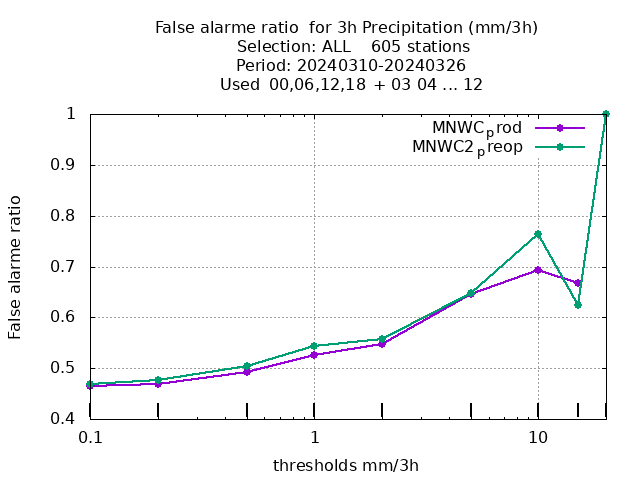 False alarme ratio  for 3h Precipitation (mm/3h)
Selection: ALL    605 stations
Period: 20240310-20240326
Used  00,06,12,18  + 03 04 ... 12
MNWCprod
MNWC2preop
1
0.9
0.8
0.7
0.6
0.5
0.4
False alarme ratio
0.1
1
10
thresholds mm/3h